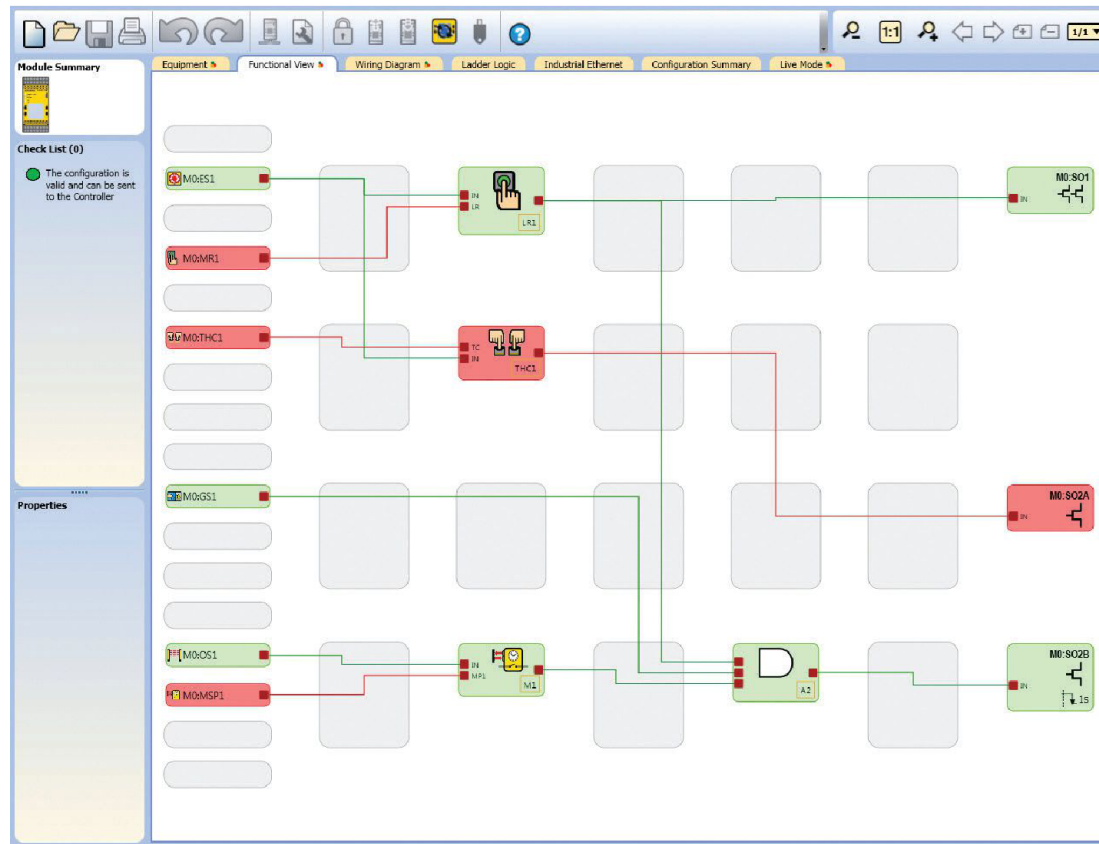 1:1
1/1
Module Summary
Equipment
Functional View
Wiring Diagram
Ladder Logic
Industrial Ethernet
Configuration Summary
Live Mode
Check List (0)
The configuration is
valid and can be sent
to the Controller
Properties
M0:ES1
M0:MR1
M0:THC1
M0:GS1
M0:OS1
M0:MSP1
IN
LR
LR1
TC
IN
THC1
IN
MP1
M1
A2
M0:SO1
IN
M0:SO2A
IN
M0:SO2B
IN
1s